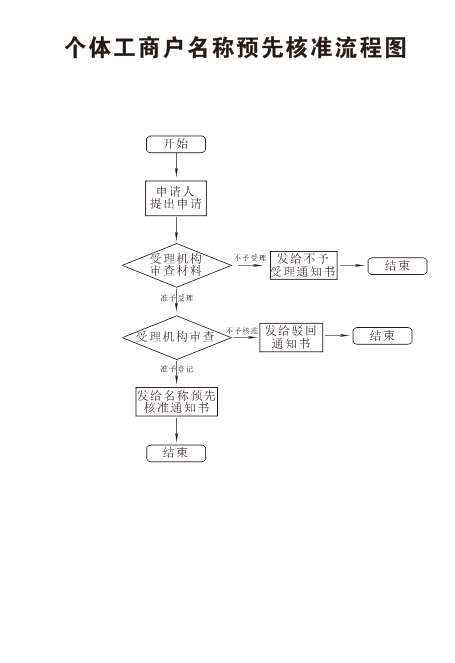 个体工商户名称预先核准流程图
开始
申请人
提出申请
受理机构
审查材料
不予受理
发给不予
受理通知书
结束
准予受理
受理机构审查
不予核准
发给驳回
通知书
结束
准予登记
发给名称预先
核准通知书
结束